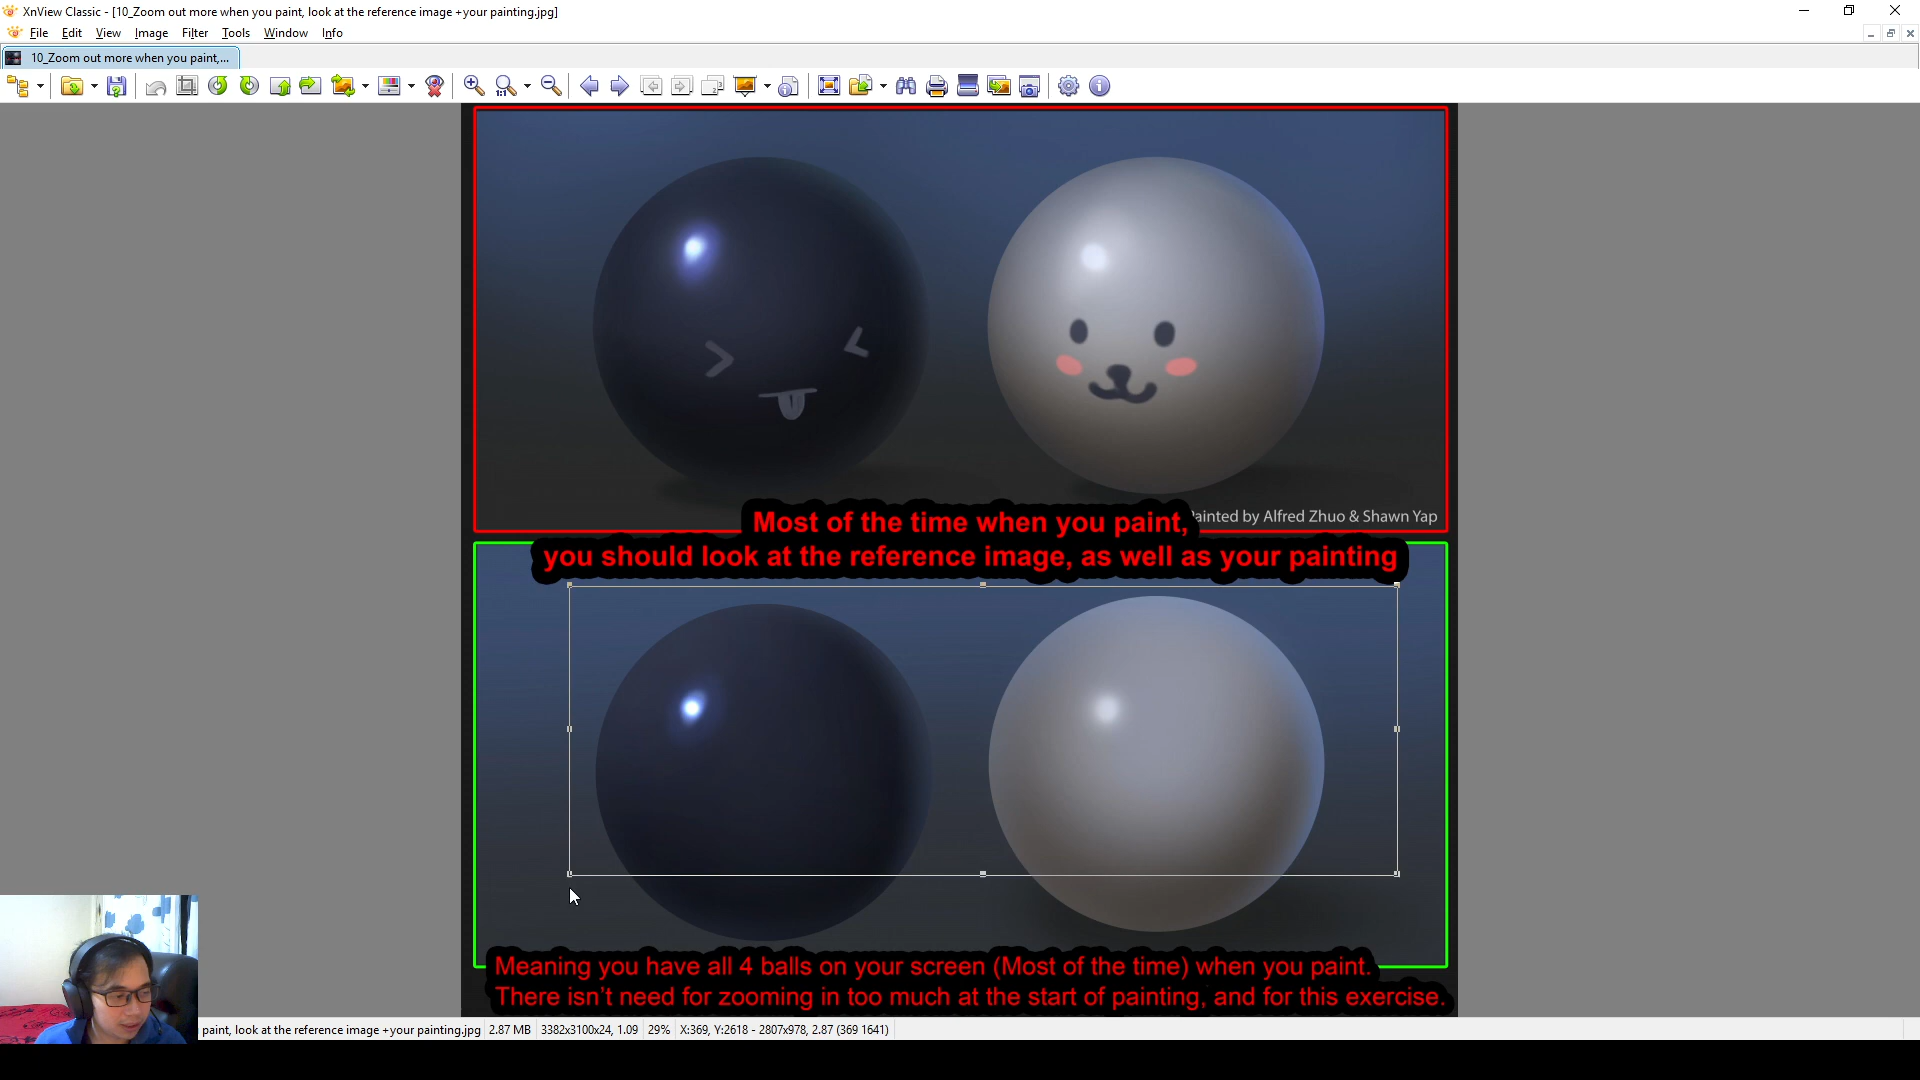 XnView Classic - [10_Zoom out more when you paint, look at the reference image +your painting.jpg]
File Edit View Image Filter Tools Window Info
10_Zoom out more when you paint,...
1:1
Most of the time when you paint,
ainted by Alfred Zhuo & Shawn Yap
you should look at the reference image, as well as your painting
Meaning you have all 4 balls on your screen (Most of the time) when you paint.
There isn't need for zooming in too much at the start of painting, and for this exercise.
paint, look at the reference image +your painting.jpg 2.87 MB 3382x3100x24, 1.09 29% X:369, Y:2618 - 2807x978, 2.87 (369 1641)